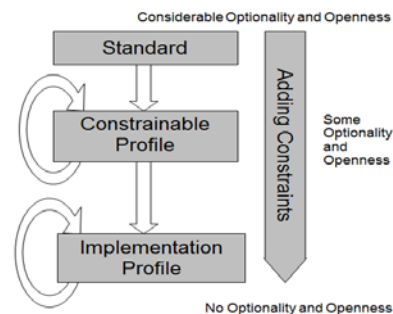 Considerable Optionality and Openness
Standard
Constrainable
Profile
Adding Constraints
Some
Optionality
and
Openness
Implementation
Profile
No Optionality and Openness